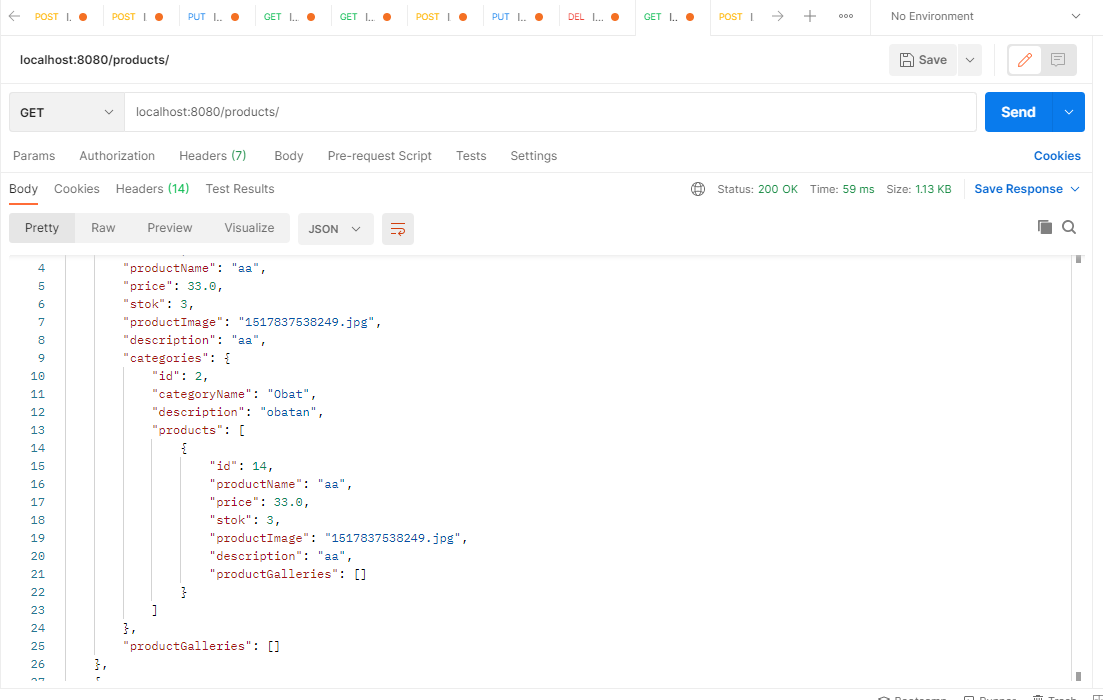 POST I. POST I PUT I.. GET I... GET I... POST I PUT I.. DEL I... GET I.. POST I No Environment
localhost:8080/products/ Save
GET localhost:8080/products/ Send
Params Authorization Headers (7) Body Pre-request Script Tests Settings Cookies
Body Cookies Headers (14) Test Results Status: 200 OK Time: 59 ms Size: 1.13 KB Save Response
Pretty Raw Preview Visualize JSON
4 "productName": "aa",
5 "price": 33.0,
6 "stok": 3,
7 "productImage": "1517837538249.jpg",
8 "description": "aa",
9 "categories": {
10 "id": 2,
11 "categoryName": "Obat",
12 "description": "obatan",
13 "products": [
14 {
15 "id": 14,
16 "productName": "aa",
17 "price": 33.0,
18 "stok": 3,
19 "productImage": "1517837538249.jpg",
20 "description": "aa",
21 "productGalleries": []
22 }
23 ]
24 },
25 "productGalleries": []
26 },
27 {
Bootcamp Runner Trash